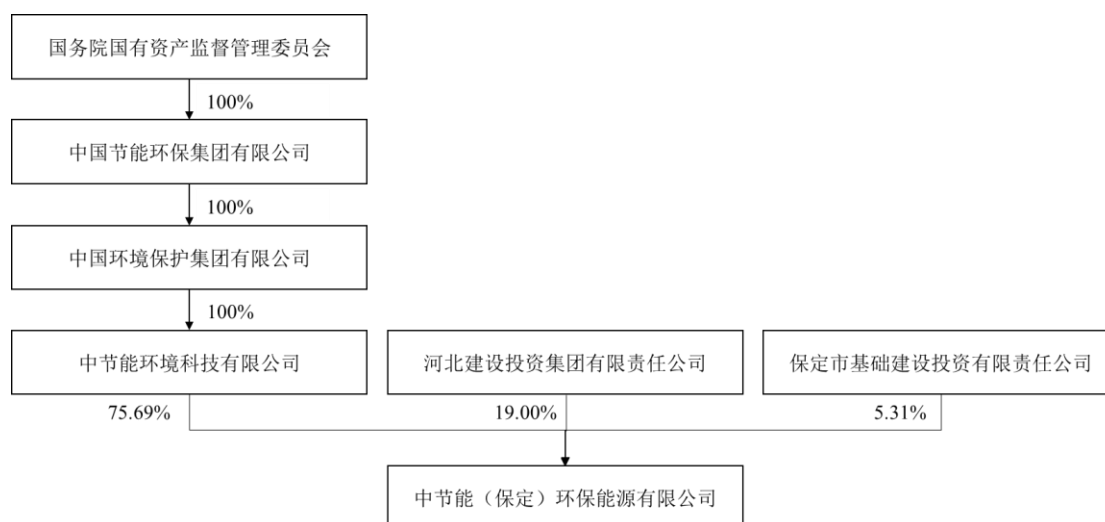 国务院国有资产监督管理委员会
100%
中国节能环保集团有限公司
100%
中国环境保护集团有限公司
100%
中节能环境科技有限公司
河北建设投资集团有限责任公司
保定市基础建设投资有限责任公司
75.69%
19.00%
5.31%
中节能（保定）环保能源有限公司